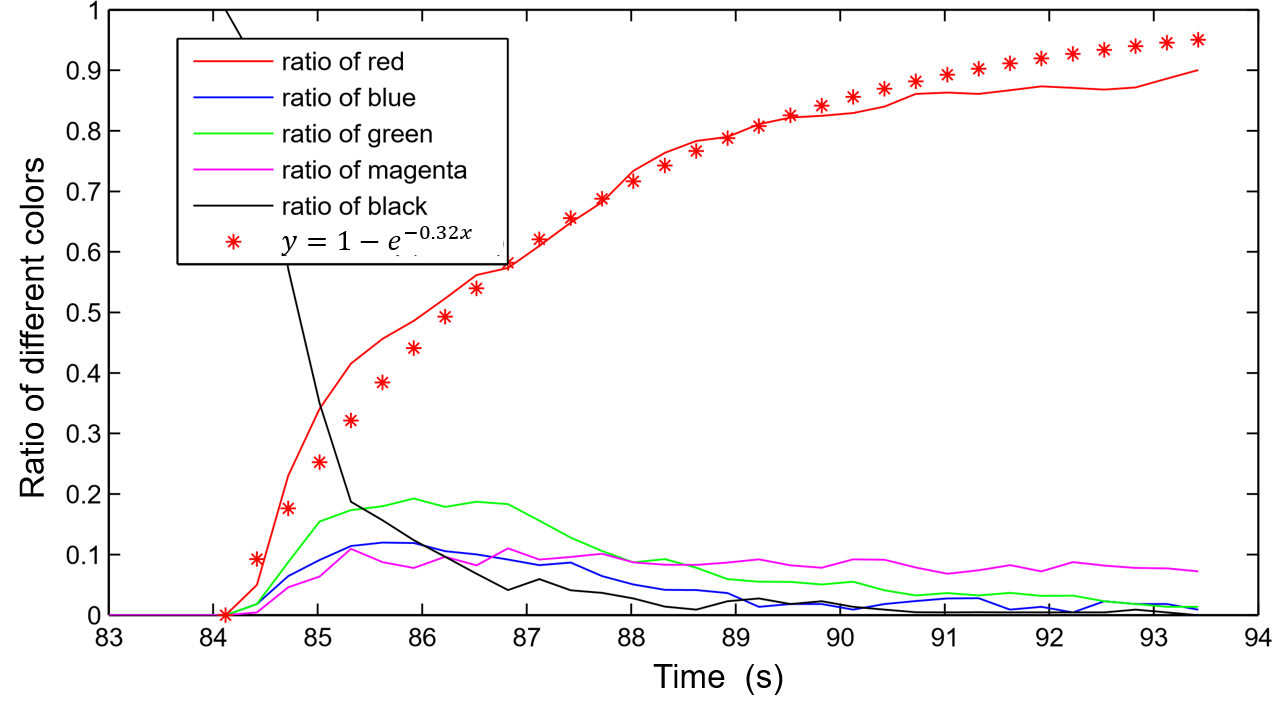 Ratio of different colors
1
0.9
0.8
0.7
0.6
0.5
0.4
0.3
0.2
0.1
0
ratio of red
ratio of blue
ratio of green
ratio of magenta
ratio of black
y = 1 − e^{−0.32x}
83 84 85 86 87 88 89 90 91 92 93 94
Time (s)